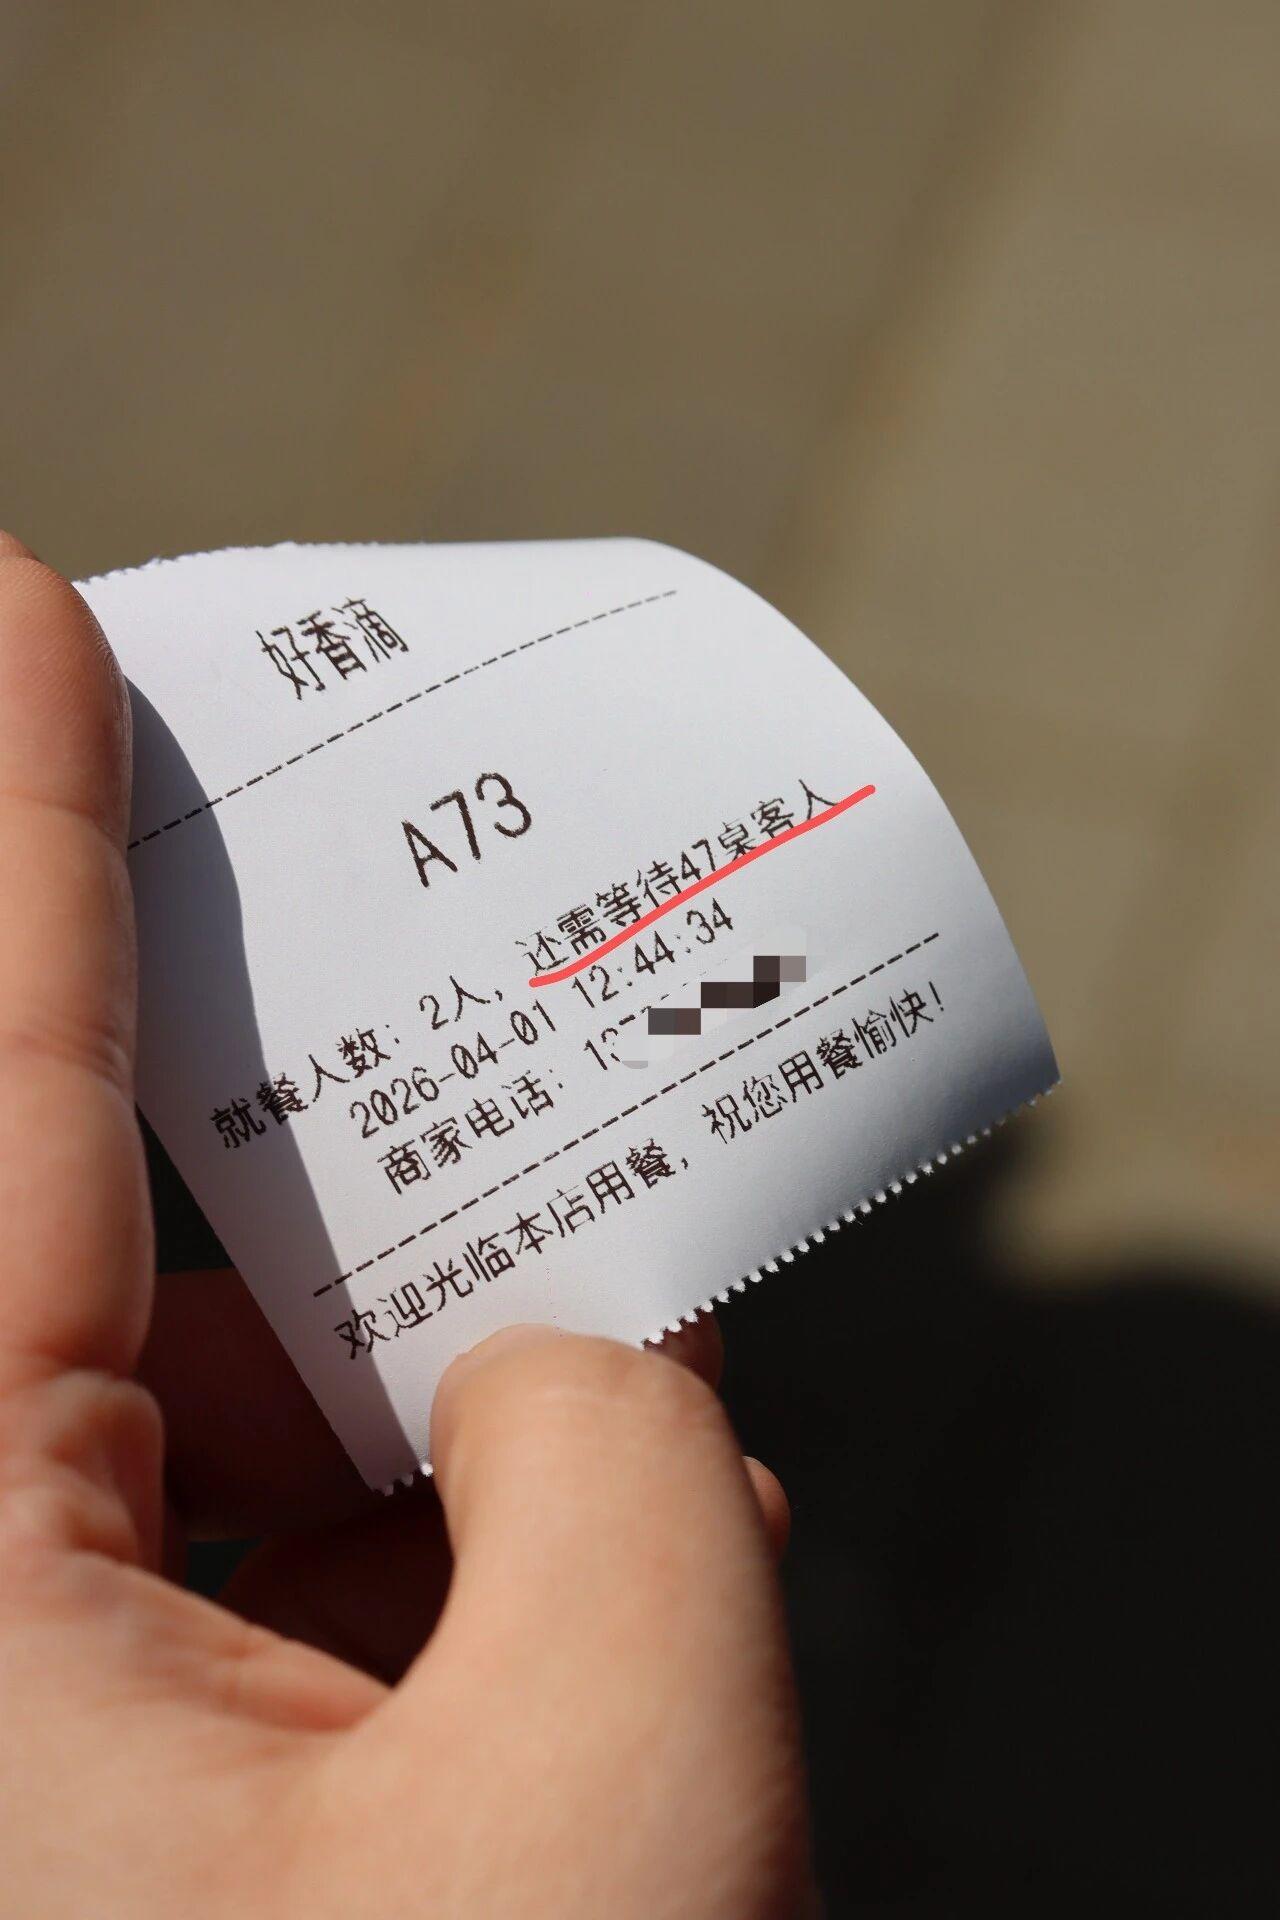 好香滴
A73
就餐人数：2人，还需等待47桌客人
2026-04-01 12:44:34
商家电话：13
欢迎光临本店用餐，祝您用餐愉快！